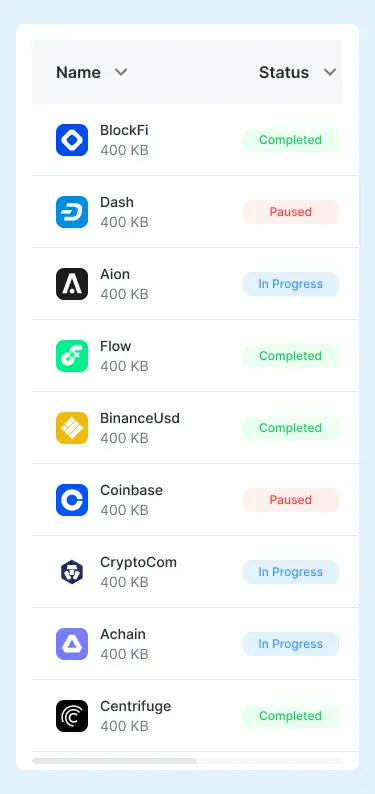 Name Status
BlockFi
400 KB Completed
Dash
400 KB Paused
Aion
400 KB In Progress
Flow
400 KB Completed
BinanceUsd
400 KB Completed
Coinbase
400 KB Paused
CryptoCom
400 KB In Progress
Achain
400 KB In Progress
Centrifuge
400 KB Completed